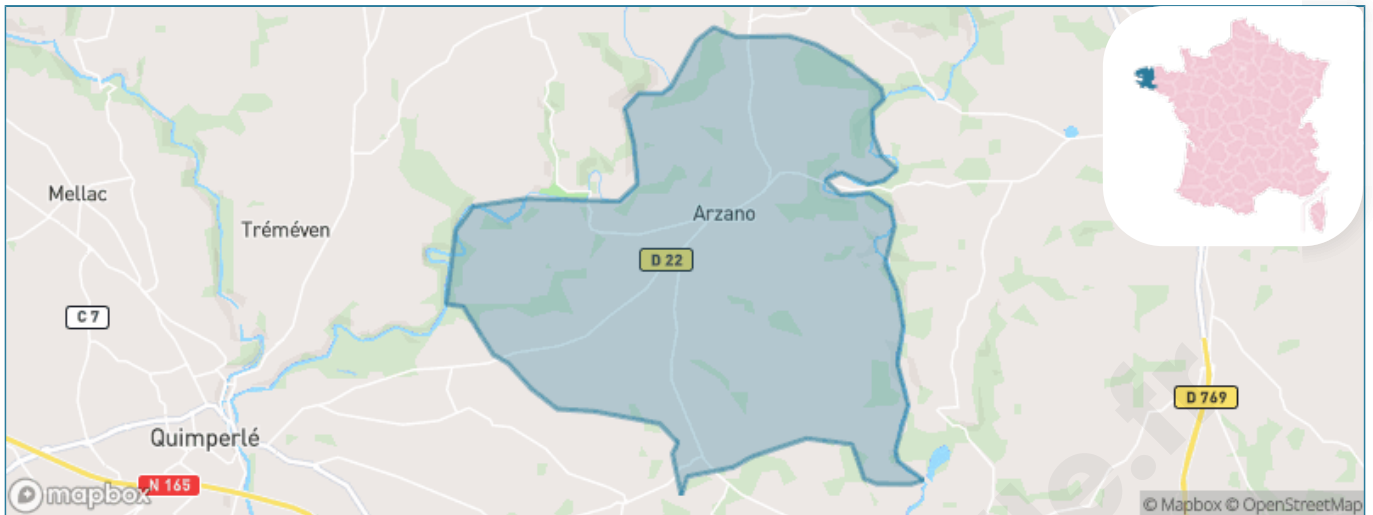 Mellac
Tréméven
Arzano
D 22
C 7
D 769
Quimperlé
N 165
mapbox
© Mapbox © OpenStreetMap